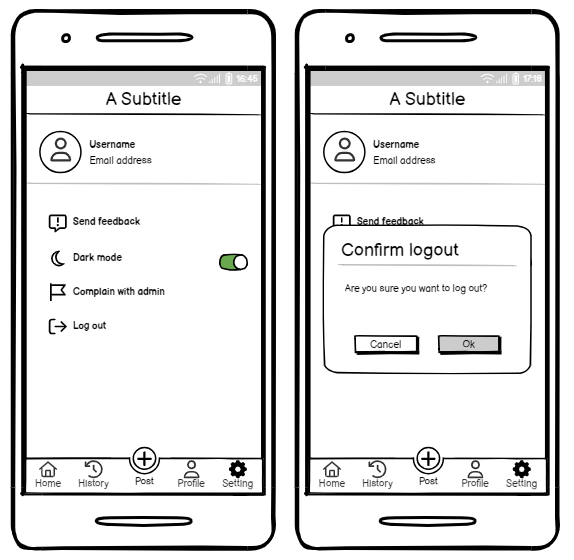 16:45
A Subtitle
Username
Email address
Send feedback
Dark mode
Complain with admin
Log out
Home
History
Post
Profile
Setting
17:18
A Subtitle
Username
Email address
Send feedback
Confirm logout
Are you sure you want to log out?
Cancel
Ok
Home
History
Post
Profile
Setting